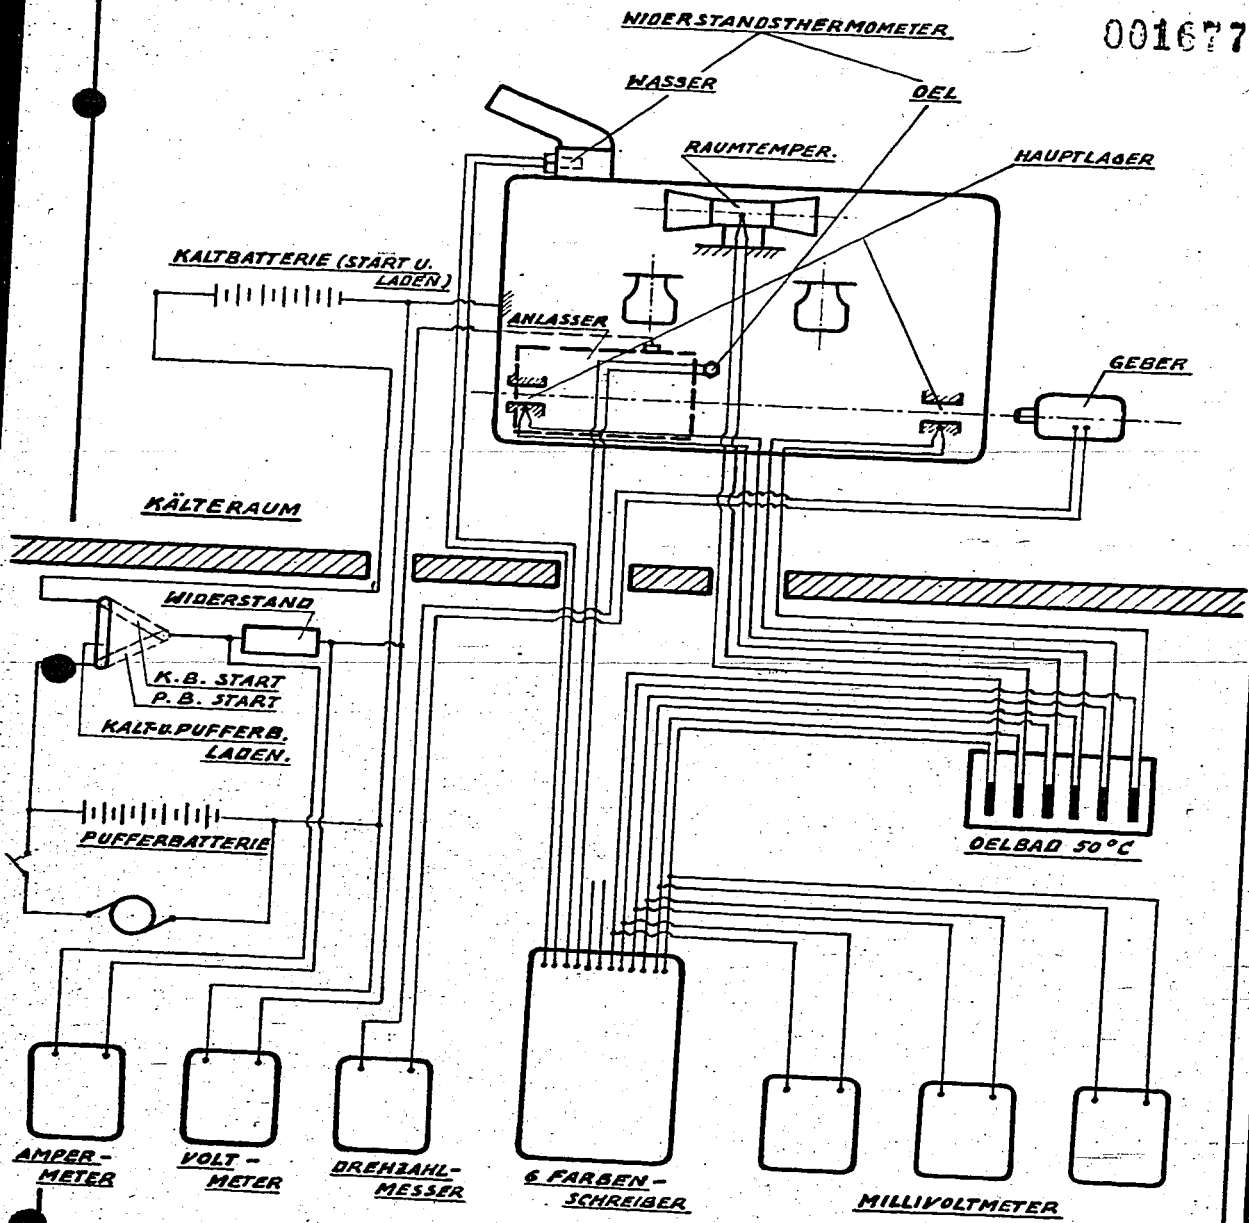 WIDERSTANDSTHERMOMETER
001677
WASSER
OEL
RAUMTEMPER.
HAUPTLAGER
KALTBATTERIE (START U.
LADEN)
ANLASSER
GEBER
KÄLTERAUM
WIDERSTAND
K.B. START
P.B. START
KALT-U.PUFFERB.
LADEN.
PUFFERBATTERIE
OELBAD 50°C
AMPER-
METER
VOLT-
METER
DREHZAHL-
MESSER
6 FARBEN-
SCHREIBER
MILLIVOLTMETER